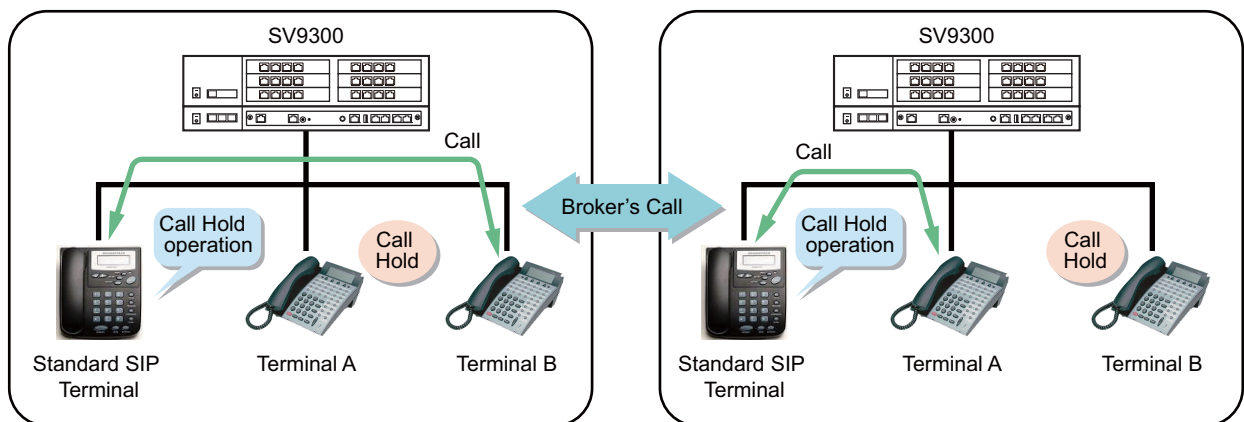 SV9300
Call
Call Hold
operation
Call
Hold
Standard SIP
Terminal
Terminal A
Terminal B
Broker's Call
SV9300
Call
Call Hold
operation
Call
Hold
Standard SIP
Terminal
Terminal A
Terminal B